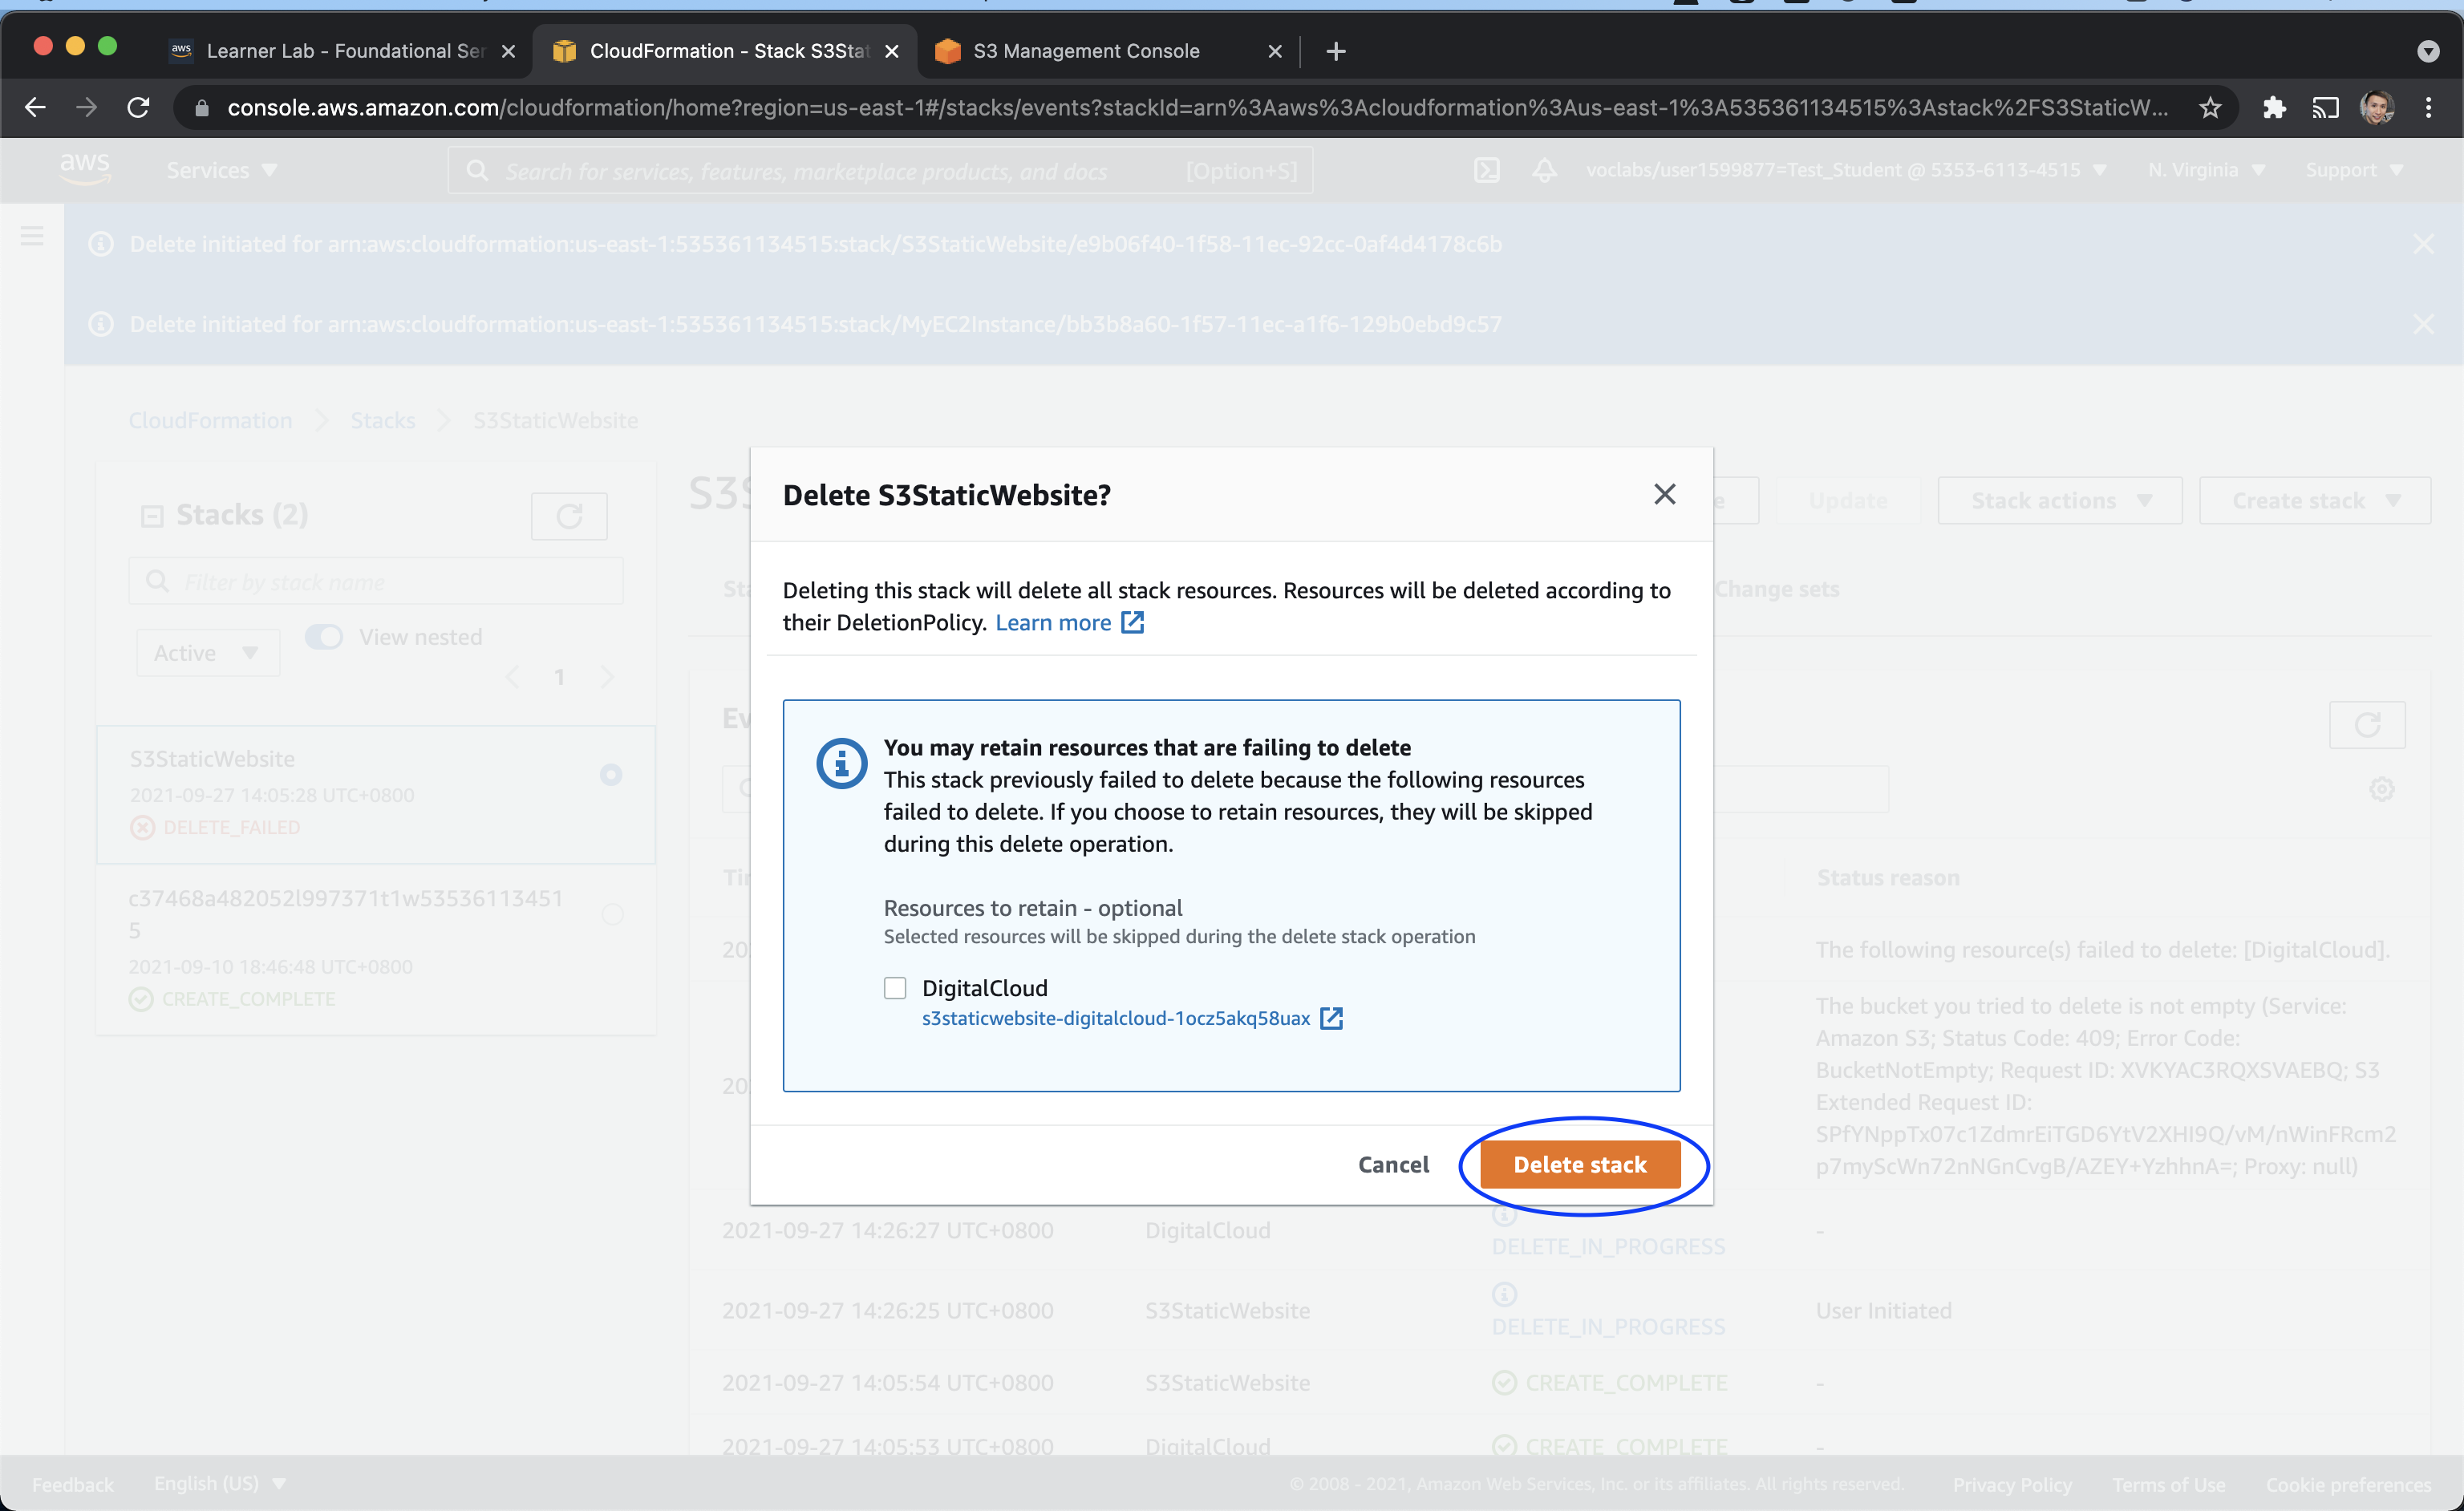 Learner Lab - Foundational Ser
CloudFormation - Stack S3Stat
S3 Management Console
console.aws.amazon.com/cloudformation/home?region=us-east-1#/stacks/events?stackId=arn%3Aaws%3Acloudformation%3Aus-east-1%3A535361134515%3Astack%2FS3StaticW...
aws
Services
Search for services, features, marketplace products, and docs
[Option+S]
voclabs/user1599877=Test_Student @ 5353-6113-4515
N. Virginia
Support
Delete initiated for arn:aws:cloudformation:us-east-1:535361134515:stack/S3StaticWebsite/e9b06f40-1f58-11ec-92cc-0af4d4178c6b
Delete initiated for arn:aws:cloudformation:us-east-1:535361134515:stack/MyEC2Instance/bb3b8a60-1f57-11ec-a1f6-129b0ebd9c57
CloudFormation
Stacks
S3StaticWebsite
Stacks (2)
Filter by stack name
Active
View nested
1
S3StaticWebsite
2021-09-27 14:05:28 UTC+0800
DELETE_FAILED
c37468a482052l997371t1w53536113451
5
2021-09-10 18:46:48 UTC+0800
CREATE_COMPLETE
Update
Stack actions
Create stack
Change sets
Delete S3StaticWebsite?
Deleting this stack will delete all stack resources. Resources will be deleted according to
their DeletionPolicy. Learn more
You may retain resources that are failing to delete
This stack previously failed to delete because the following resources
failed to delete. If you choose to retain resources, they will be skipped
during this delete operation.
Resources to retain - optional
Selected resources will be skipped during the delete stack operation
DigitalCloud
s3staticwebsite-digitalcloud-1ocz5akq58uax
Cancel
Delete stack
Status reason
The following resource(s) failed to delete: [DigitalCloud].
The bucket you tried to delete is not empty (Service:
Amazon S3; Status Code: 409; Error Code:
BucketNotEmpty; Request ID: XVKYAC3RQXSVAEBQ; S3
Extended Request ID:
SPfYNppTx07c1ZdmrEiTGD6YtV2XHI9Q/vM/nWinFRcm2
p7myScWn72nNGnCvgB/AZEY+YzhhnA=; Proxy: null)
2021-09-27 14:26:27 UTC+0800
DigitalCloud
DELETE_IN_PROGRESS
-
2021-09-27 14:26:25 UTC+0800
S3StaticWebsite
DELETE_IN_PROGRESS
User Initiated
2021-09-27 14:05:54 UTC+0800
S3StaticWebsite
CREATE_COMPLETE
-
2021-09-27 14:05:53 UTC+0800
DigitalCloud
CREATE_COMPLETE
-
Feedback
English (US)
© 2008 - 2021, Amazon Web Services, Inc. or its affiliates. All rights reserved.
Privacy Policy
Terms of Use
Cookie preferences